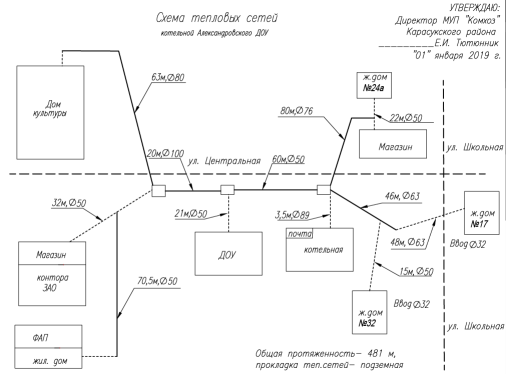 УТВЕРЖДАЮ:
Директор МУП "Комхоз"
Карасукского района
__________Е.И. Тютюнник
"01" января 2019 г.
Схема тепловых сетей
котельной Александровского ДОУ
63м,Ø80
Дом
культуры
ж.дом
№24а
80м,Ø76
22м,Ø50
Магазин
ул. Школьная
20м,Ø100
ул. Центральная
60м,Ø50
32м,Ø50
21м,Ø50
3,5м,Ø89
46м,Ø63
ж.дом
№17
48м,Ø63
Ввод Ø32
почта
котельная
ДОУ
Магазин
контора
ЗАО
70,5м,Ø50
15м,Ø50
Ввод Ø32
ж.дом
№32
ул. Школьная
ФАП
жил. дом
Общая протяженность- 481 м,
прокладка теп.сетей- подземная